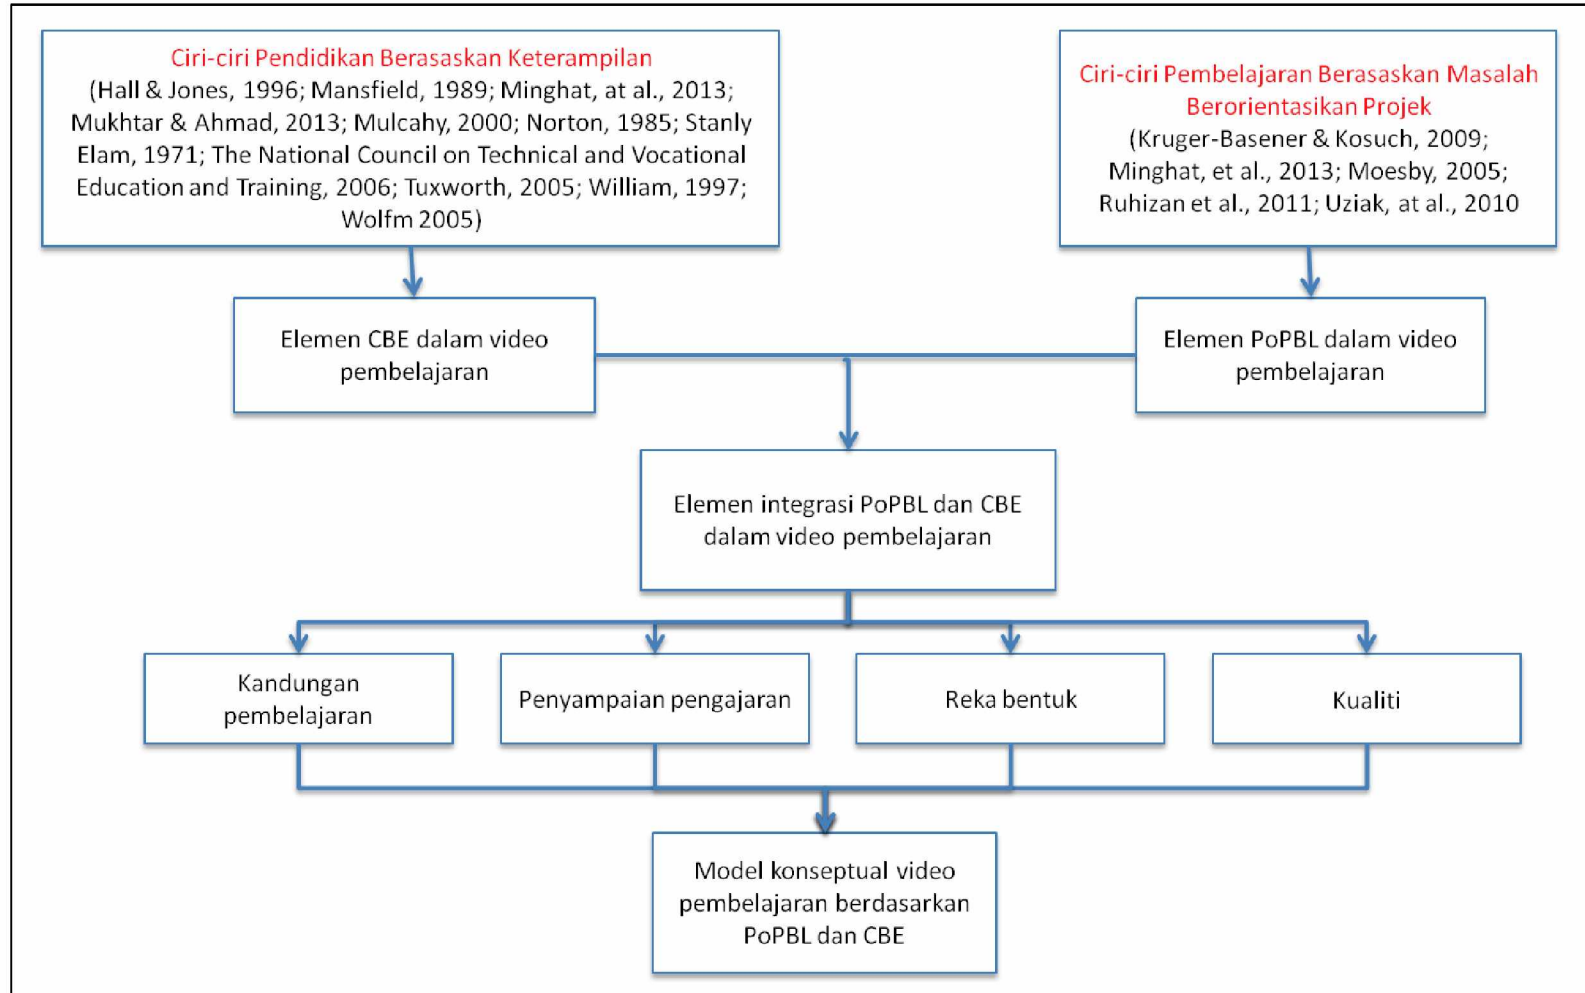 Ciri-ciri Pendidikan Berasaskan Keterampilan
(Hall & Jones, 1996; Mansfield, 1989; Minghat, at al., 2013;
Mukhtar & Ahmad, 2013; Mulcahy, 2000; Norton, 1985; Stanly
Elam, 1971; The National Council on Technical and Vocational
Education and Training, 2006; Tuxworth, 2005; William, 1997;
Wolfm 2005)
Ciri-ciri Pembelajaran Berasaskan Masalah
Berorientasikan Projek
(Kruger-Basener & Kosuch, 2009;
Minghat, et al., 2013; Moesby, 2005;
Ruhizan et al., 2011; Uziak, at al., 2010
Elemen CBE dalam video
pembelajaran
Elemen PoPBL dalam video
pembelajaran
Elemen integrasi PoPBL dan CBE
dalam video pembelajaran
Kandungan
pembelajaran
Penyampaian pengajaran
Reka bentuk
Kualiti
Model konseptual video
pembelajaran berdasarkan
PoPBL dan CBE